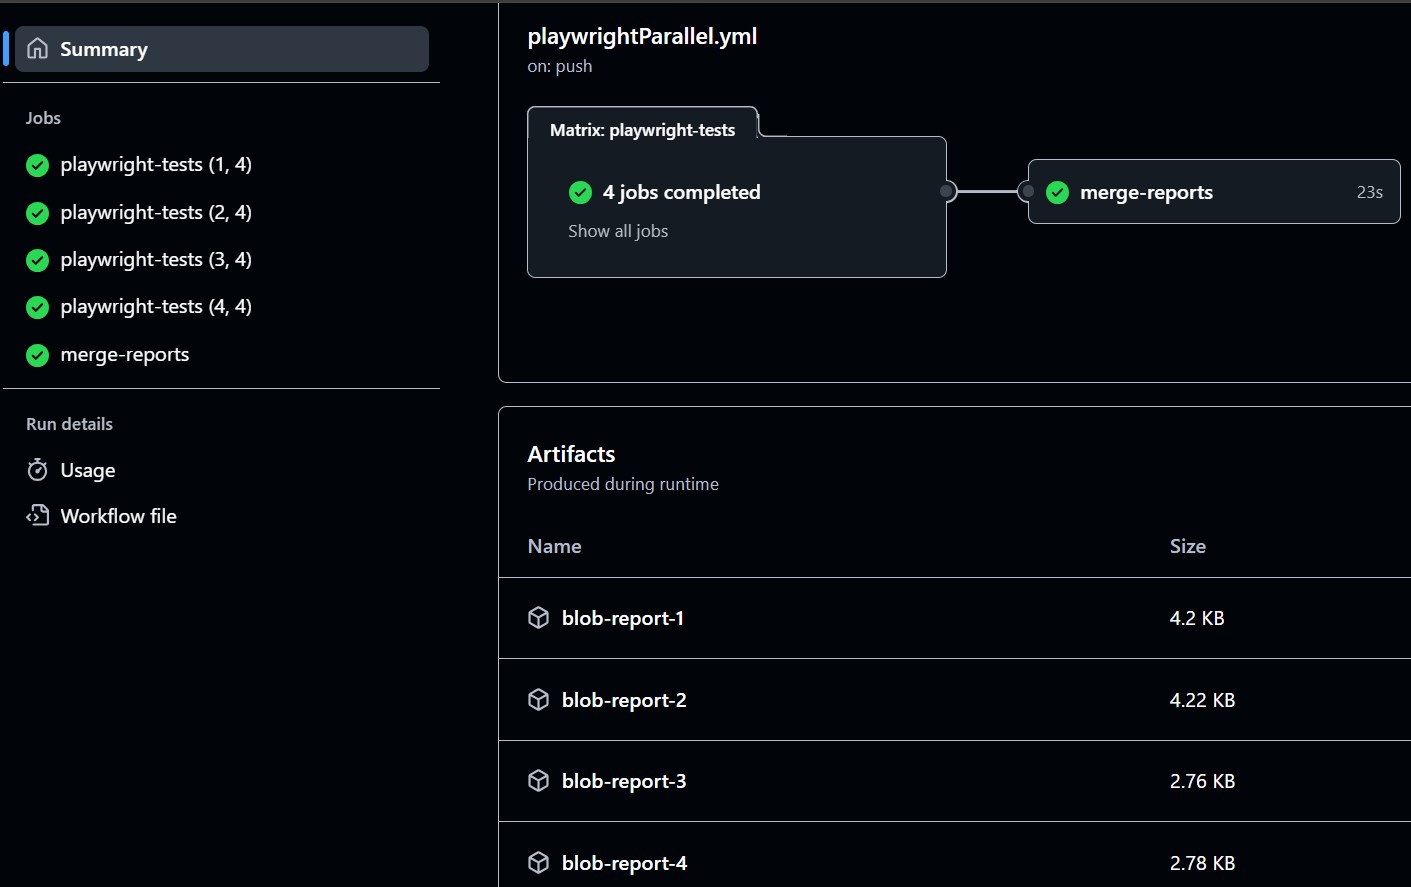 Summary
Jobs
playwright-tests (1, 4)
playwright-tests (2, 4)
playwright-tests (3, 4)
playwright-tests (4, 4)
merge-reports
Run details
Usage
Workflow file
playwrightParallel.yml
on: push
Matrix: playwright-tests
4 jobs completed
Show all jobs
merge-reports 23s
Artifacts
Produced during runtime
Name Size
blob-report-1 4.2 KB
blob-report-2 4.22 KB
blob-report-3 2.76 KB
blob-report-4 2.78 KB